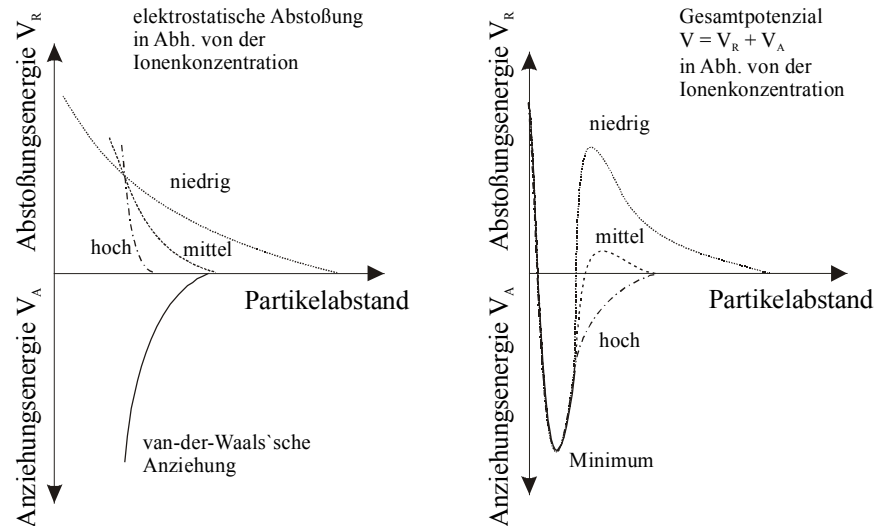 elektrostatische Abstoßung
in Abh. von der
Ionenkonzentration
Abstoßungsenergie V_R
Anziehungsenergie V_A
niedrig
hoch
mittel
Partikelabstand
van-der-Waals`sche
Anziehung
Gesamtpotenzial
V = V_R + V_A
in Abh. von der
Ionenkonzentration
Abstoßungsenergie V_R
Anziehungsenergie V_A
niedrig
mittel
Partikelabstand
hoch
Minimum